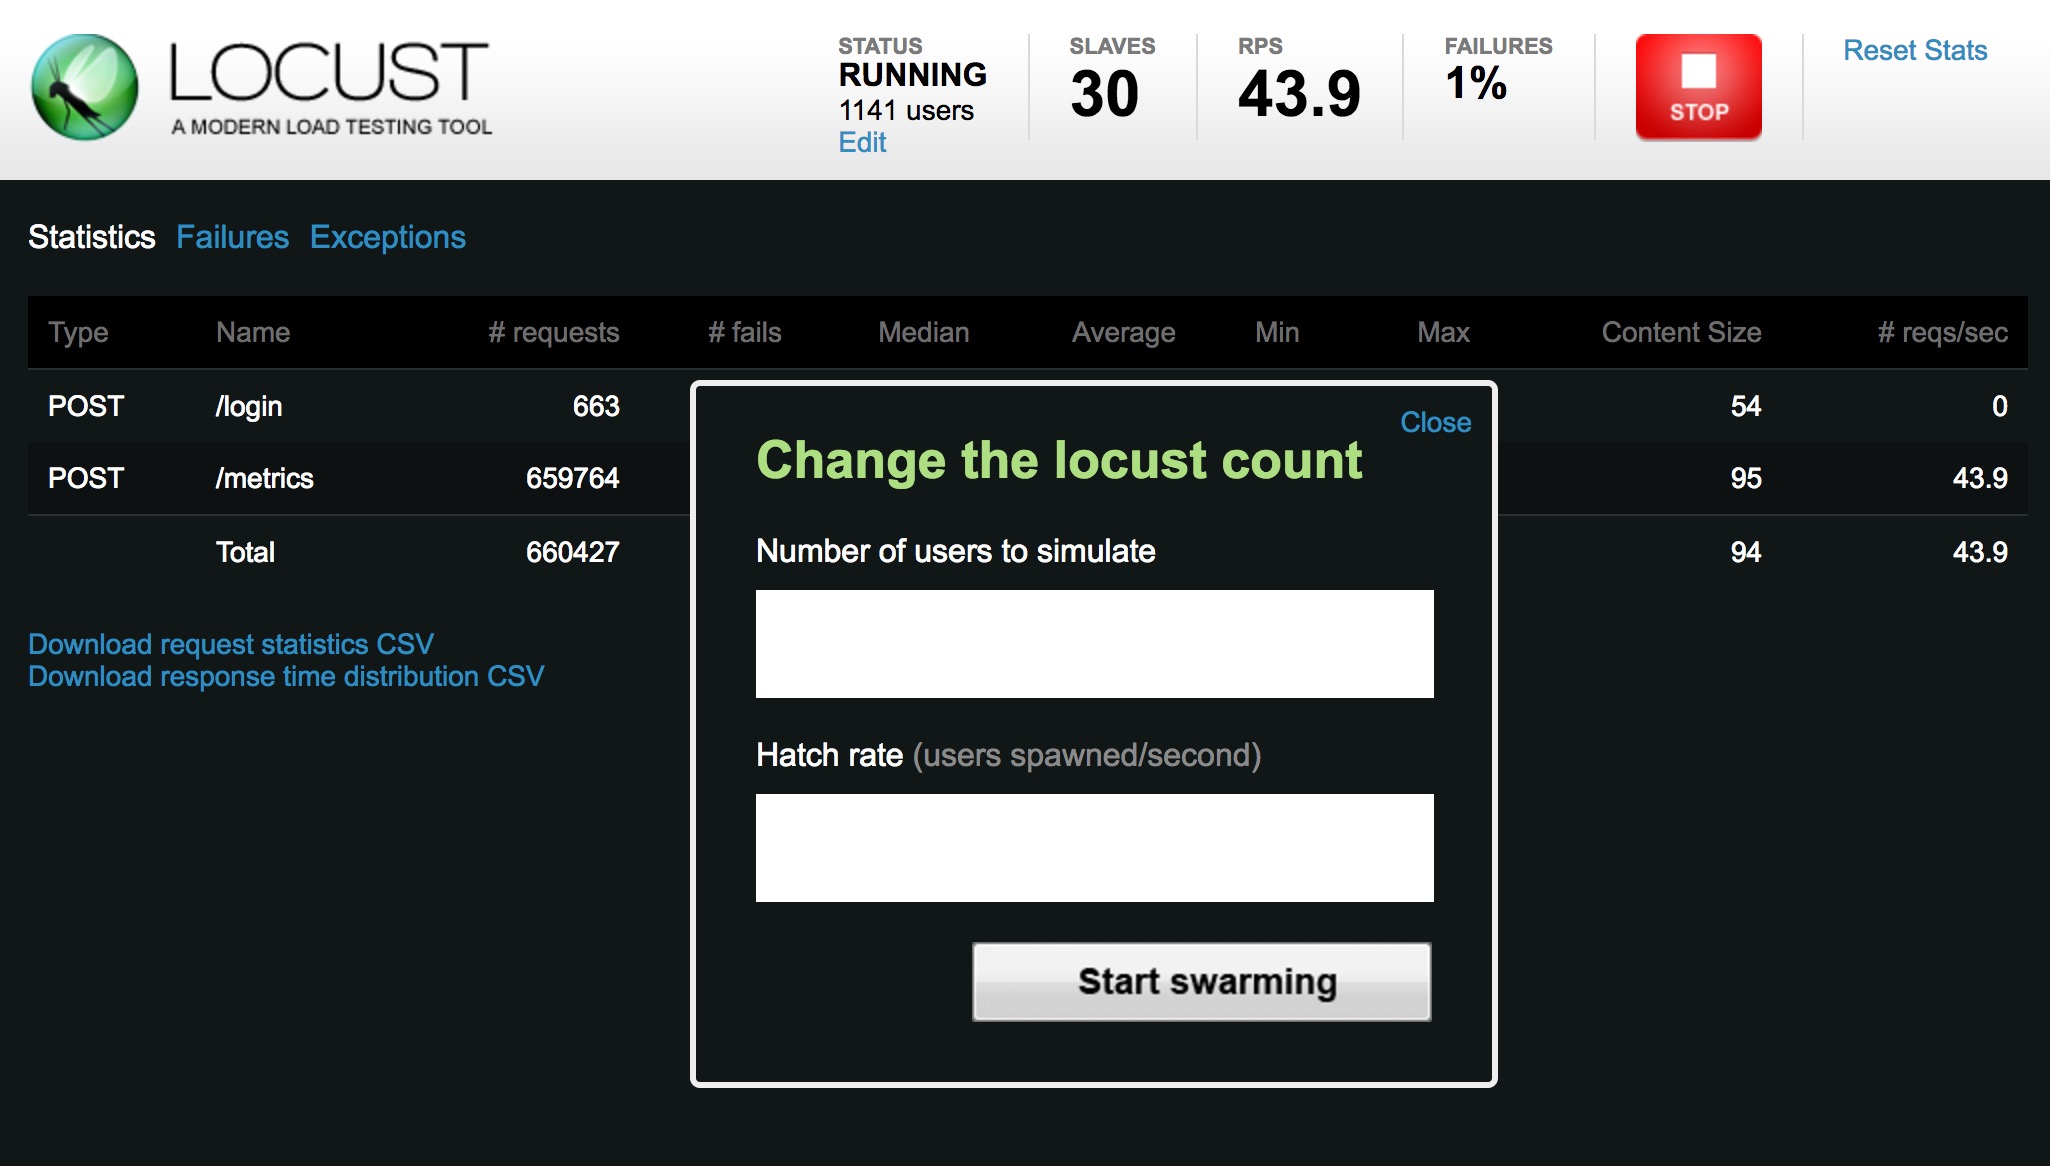 LOCUST
A MODERN LOAD TESTING TOOL
STATUS
RUNNING
1141 users
Edit
SLAVES
30
RPS
43.9
FAILURES
1%
STOP
Reset Stats
Statistics Failures Exceptions
Type Name # requests # fails Median Average Min Max Content Size # reqs/sec
POST /login 663 54 0
POST /metrics 659764 95 43.9
Total 660427 94 43.9
Download request statistics CSV
Download response time distribution CSV
Close
Change the locust count
Number of users to simulate
Hatch rate (users spawned/second)
Start swarming